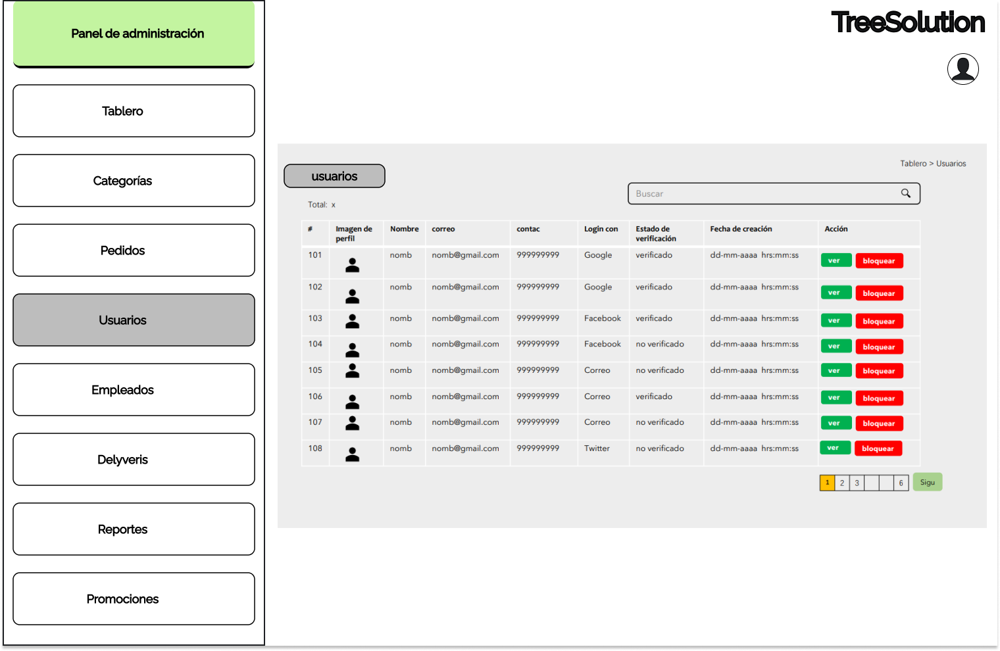 Panel de administración
Tablero
Categorías
Pedidos
Usuarios
Empleados
Delyveris
Reportes
Promociones
TreeSolution
Tablero > Usuarios
usuarios
Buscar
Total: x
# Imagen de perfil Nombre correo contac Login con Estado de verificación Fecha de creación Acción
101 nomb nomb@gmail.com 999999999 Google verificado dd-mm-aaaa hrs:mm:ss ver bloquear
102 nomb nomb@gmail.com 999999999 Google verificado dd-mm-aaaa hrs:mm:ss ver bloquear
103 nomb nomb@gmail.com 999999999 Facebook verificado dd-mm-aaaa hrs:mm:ss ver bloquear
104 nomb nomb@gmail.com 999999999 Facebook no verificado dd-mm-aaaa hrs:mm:ss ver bloquear
105 nomb nomb@gmail.com 999999999 Correo no verificado dd-mm-aaaa hrs:mm:ss ver bloquear
106 nomb nomb@gmail.com 999999999 Correo verificado dd-mm-aaaa hrs:mm:ss ver bloquear
107 nomb nomb@gmail.com 999999999 Correo no verificado dd-mm-aaaa hrs:mm:ss ver bloquear
108 nomb nomb@gmail.com 999999999 Twitter no verificado dd-mm-aaaa hrs:mm:ss ver bloquear
1 2 3 6 Sigu